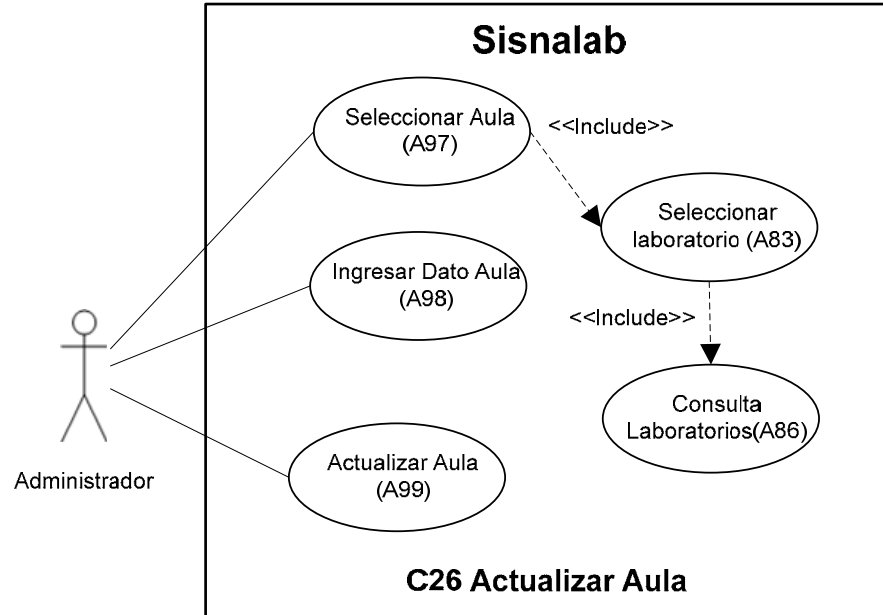 Sisnalab
Seleccionar Aula
(A97)
<<Include>>
Seleccionar
laboratorio (A83)
Ingresar Dato Aula
(A98)
<<Include>>
Consulta
Laboratorios(A86)
Actualizar Aula
(A99)
Administrador
C26 Actualizar Aula